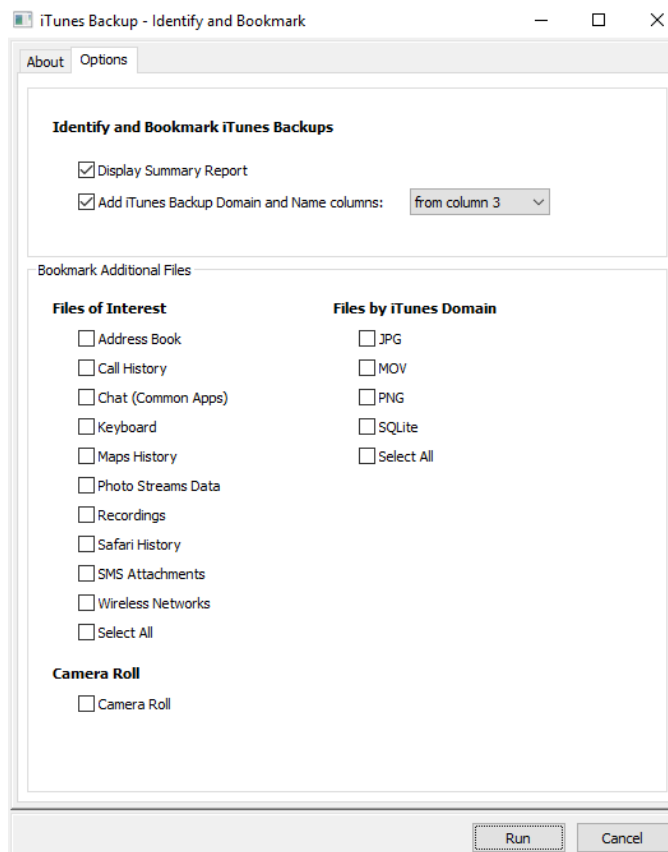 iTunes Backup - Identify and Bookmark
About Options
Identify and Bookmark iTunes Backups
Display Summary Report
Add iTunes Backup Domain and Name columns: from column 3
Bookmark Additional Files
Files of Interest
Address Book
Call History
Chat (Common Apps)
Keyboard
Maps History
Photo Streams Data
Recordings
Safari History
SMS Attachments
Wireless Networks
Select All
Camera Roll
Camera Roll
Files by iTunes Domain
JPG
MOV
PNG
SQLite
Select All
Run Cancel